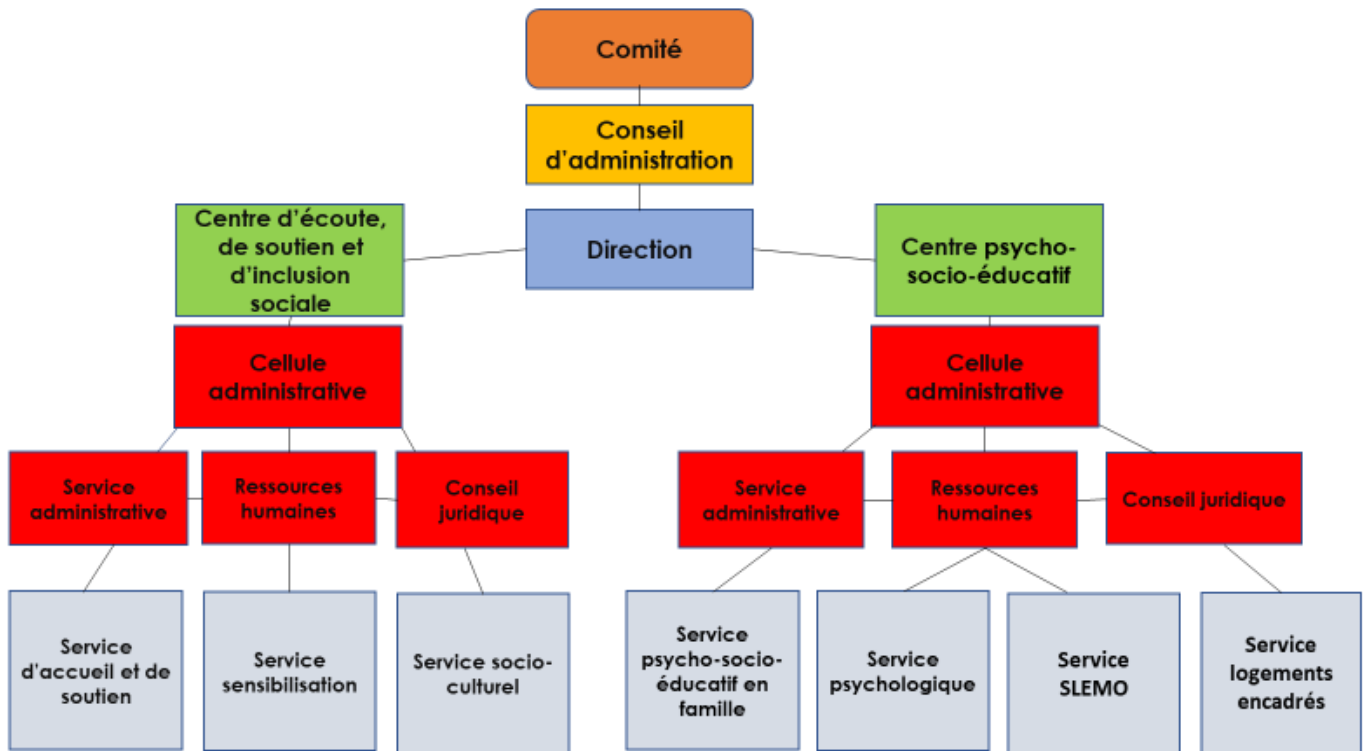 Comité
Conseil
d'administration
Centre d'écoute,
de soutien et
d'inclusion
sociale
Direction
Centre psycho-
socio-éducatif
Cellule
administrative
Cellule
administrative
Service
administrative
Ressources
humaines
Conseil
juridique
Service
administrative
Ressources
humaines
Conseil juridique
Service
d'accueil et de
soutien
Service
sensibilisation
Service socio-
culturel
Service
psycho-socio-
éducatif en
famille
Service
psychologique
Service
SLEMO
Service
logements
encadrés